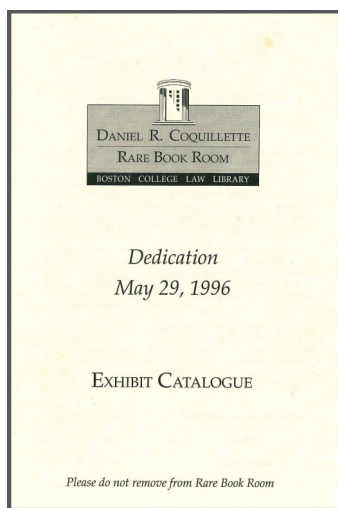 DANIEL R. COQUILLETTE
RARE BOOK ROOM
BOSTON COLLEGE LAW LIBRARY
Dedication
May 29, 1996
EXHIBIT CATALOGUE
Please do not remove from Rare Book Room